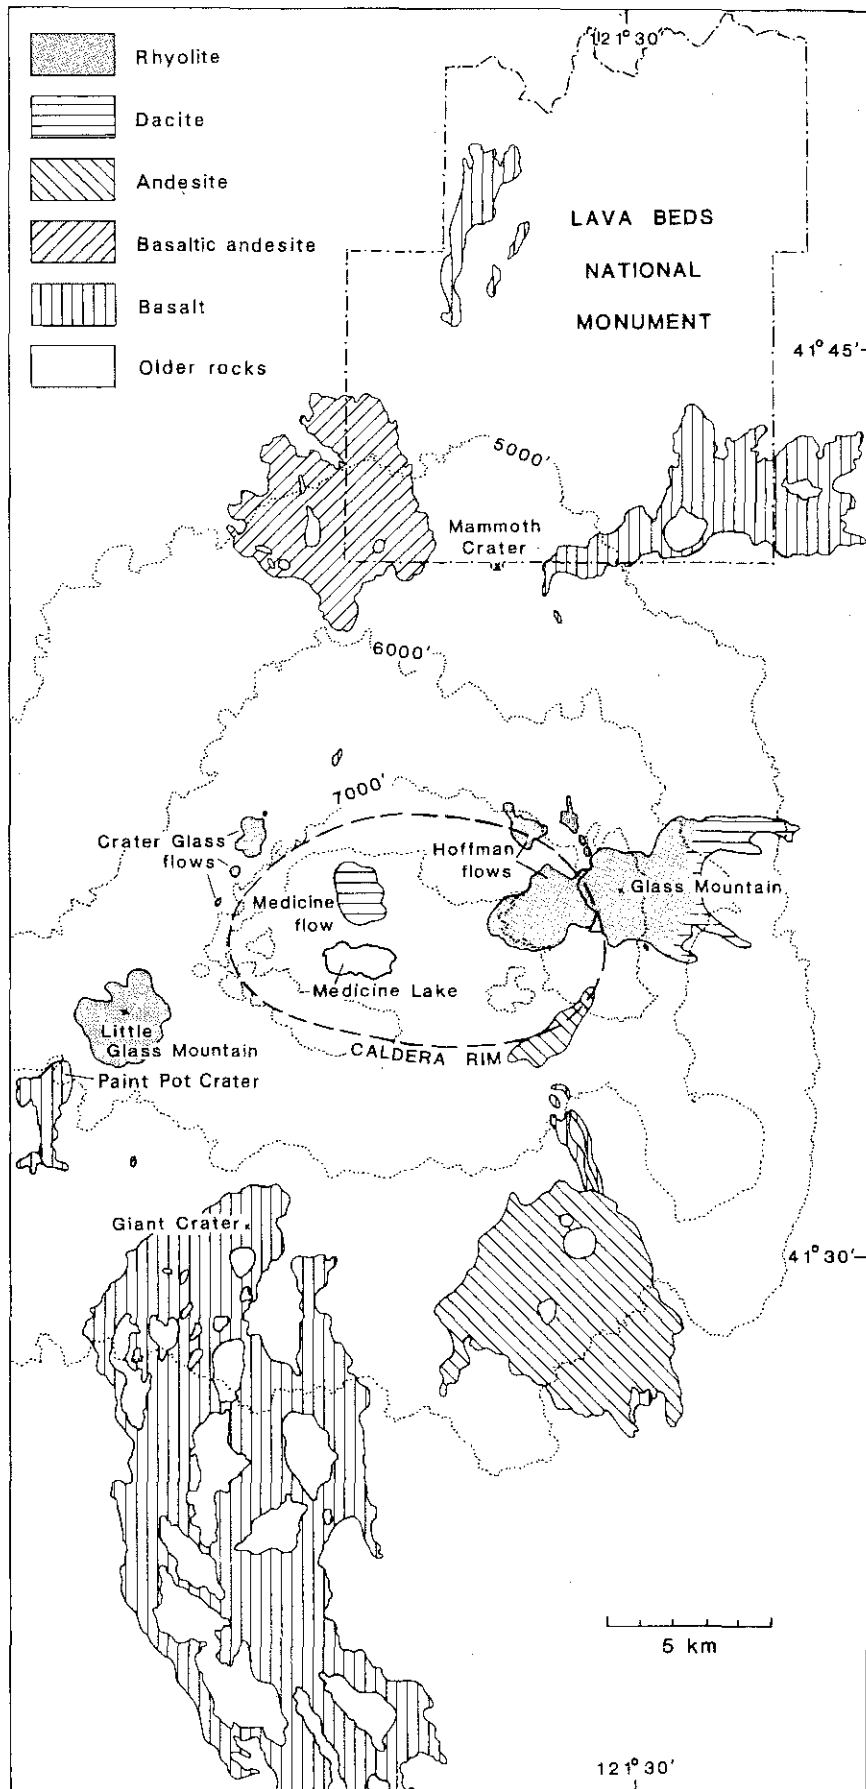 121°30'
Rhyolite
Dacite
Andesite
Basaltic andesite
Basalt
Older rocks
LAVA BEDS
NATIONAL
MONUMENT
41°45'
5000'
Mammoth
Crater
6000'
7000'
Crater Glass
flows
Hoffman
flows
Glass Mountain
Medicine
flow
Medicine Lake
Little
Glass Mountain
CALDERA RIM
Paint Pot Crater
Giant Crater
41°30'
5 km
121°30'